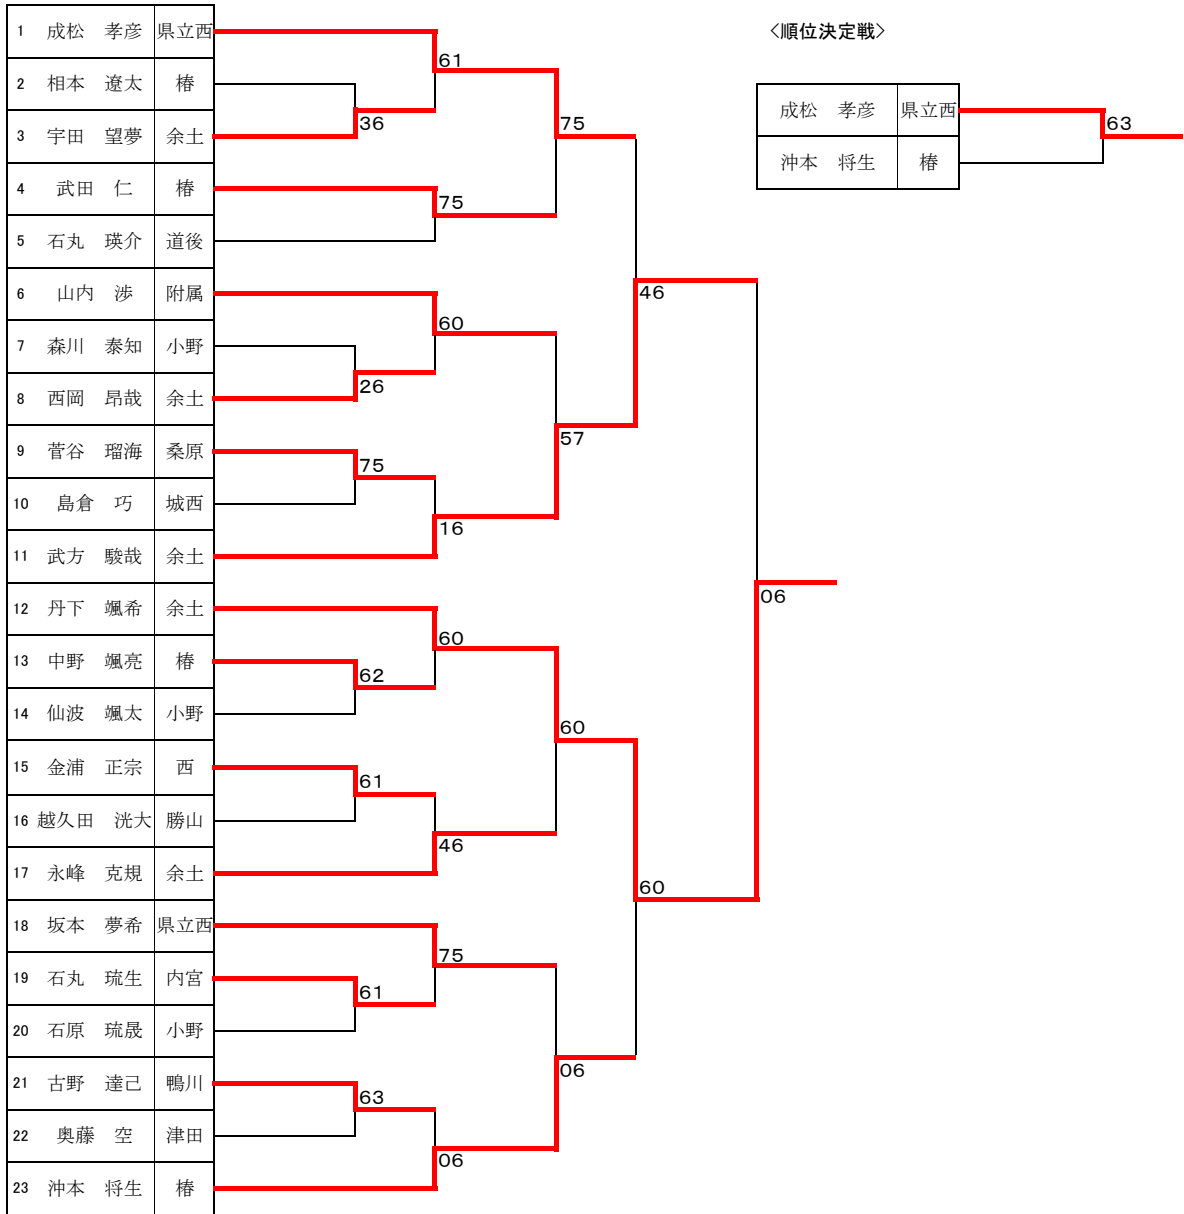 1 成松 孝彦 県立西
2 相本 遼太 椿
3 宇田 望夢 余土
4 武田 仁 椿
5 石丸 瑛介 道後
6 山内 渉 附属
7 森川 泰知 小野
8 西岡 昂哉 余土
9 菅谷 瑠海 桑原
10 島倉 巧 城西
11 武方 駿哉 余土
12 丹下 颯希 余土
13 中野 颯亮 椿
14 仙波 颯太 小野
15 金浦 正宗 西
16 越久田 洸大 勝山
17 永峰 克規 余土
18 坂本 夢希 県立西
19 石丸 琉生 内宮
20 石原 琉晟 小野
21 古野 達己 鴨川
22 奥藤 空 津田
23 沖本 将生 椿
36
26
75
62
61
61
63
61
75
60
16
60
46
75
06
75
57
60
06
46
60
06
〈順位決定戦〉
成松 孝彦 県立西
沖本 将生 椿
63